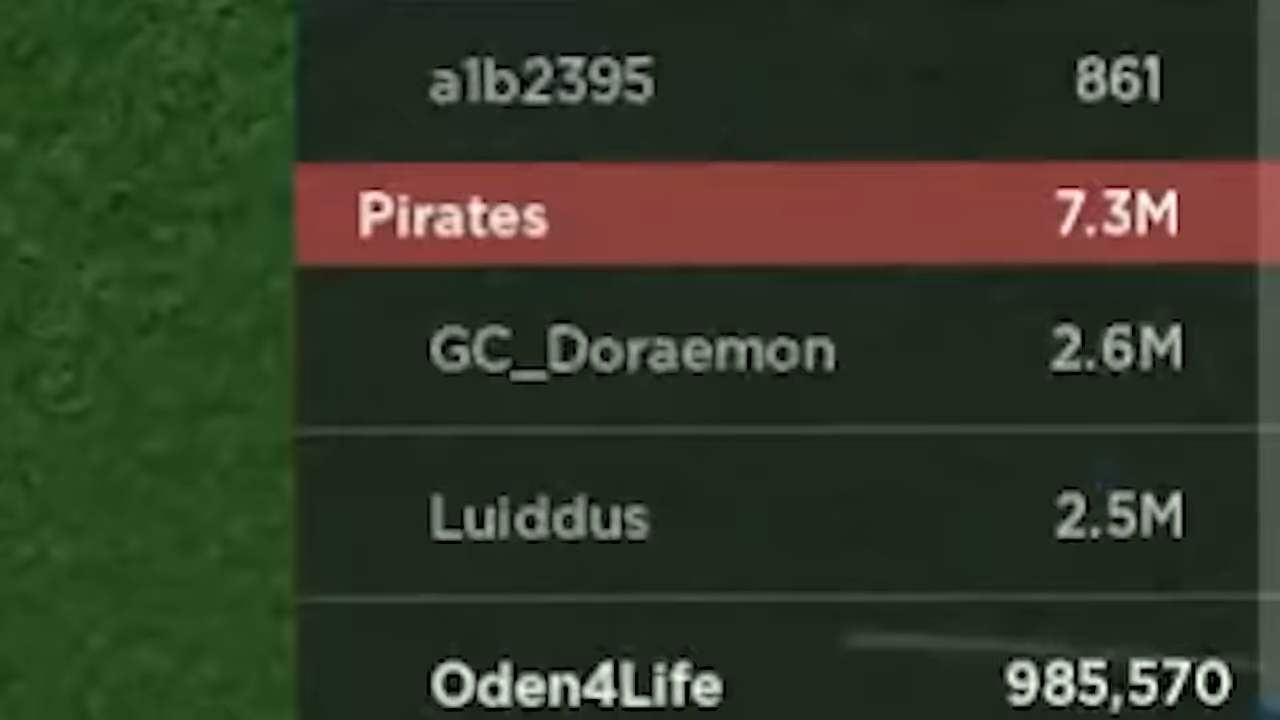 a1b2395 861
Pirates 7.3M
GC_Doraemon 2.6M
Luiddus 2.5M
Oden4Life 985,570